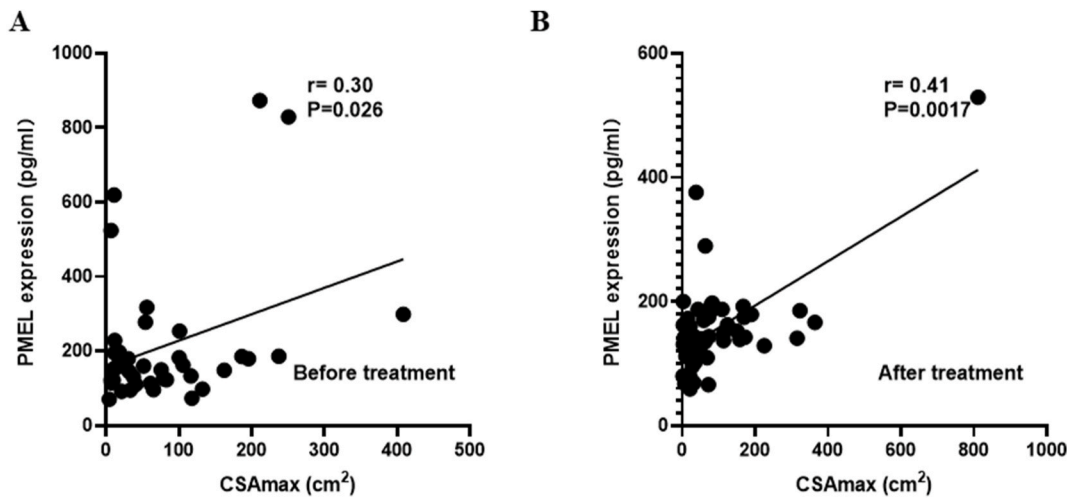 A
1000
800
600
400
200
0
PMEL expression (pg/ml)
r= 0.30
P=0.026
Before treatment
0 100 200 300 400 500
CSAmax (cm²)
B
600
400
200
0
PMEL expression (pg/ml)
r= 0.41
P=0.0017
After treatment
0 200 400 600 800 1000
CSAmax (cm²)